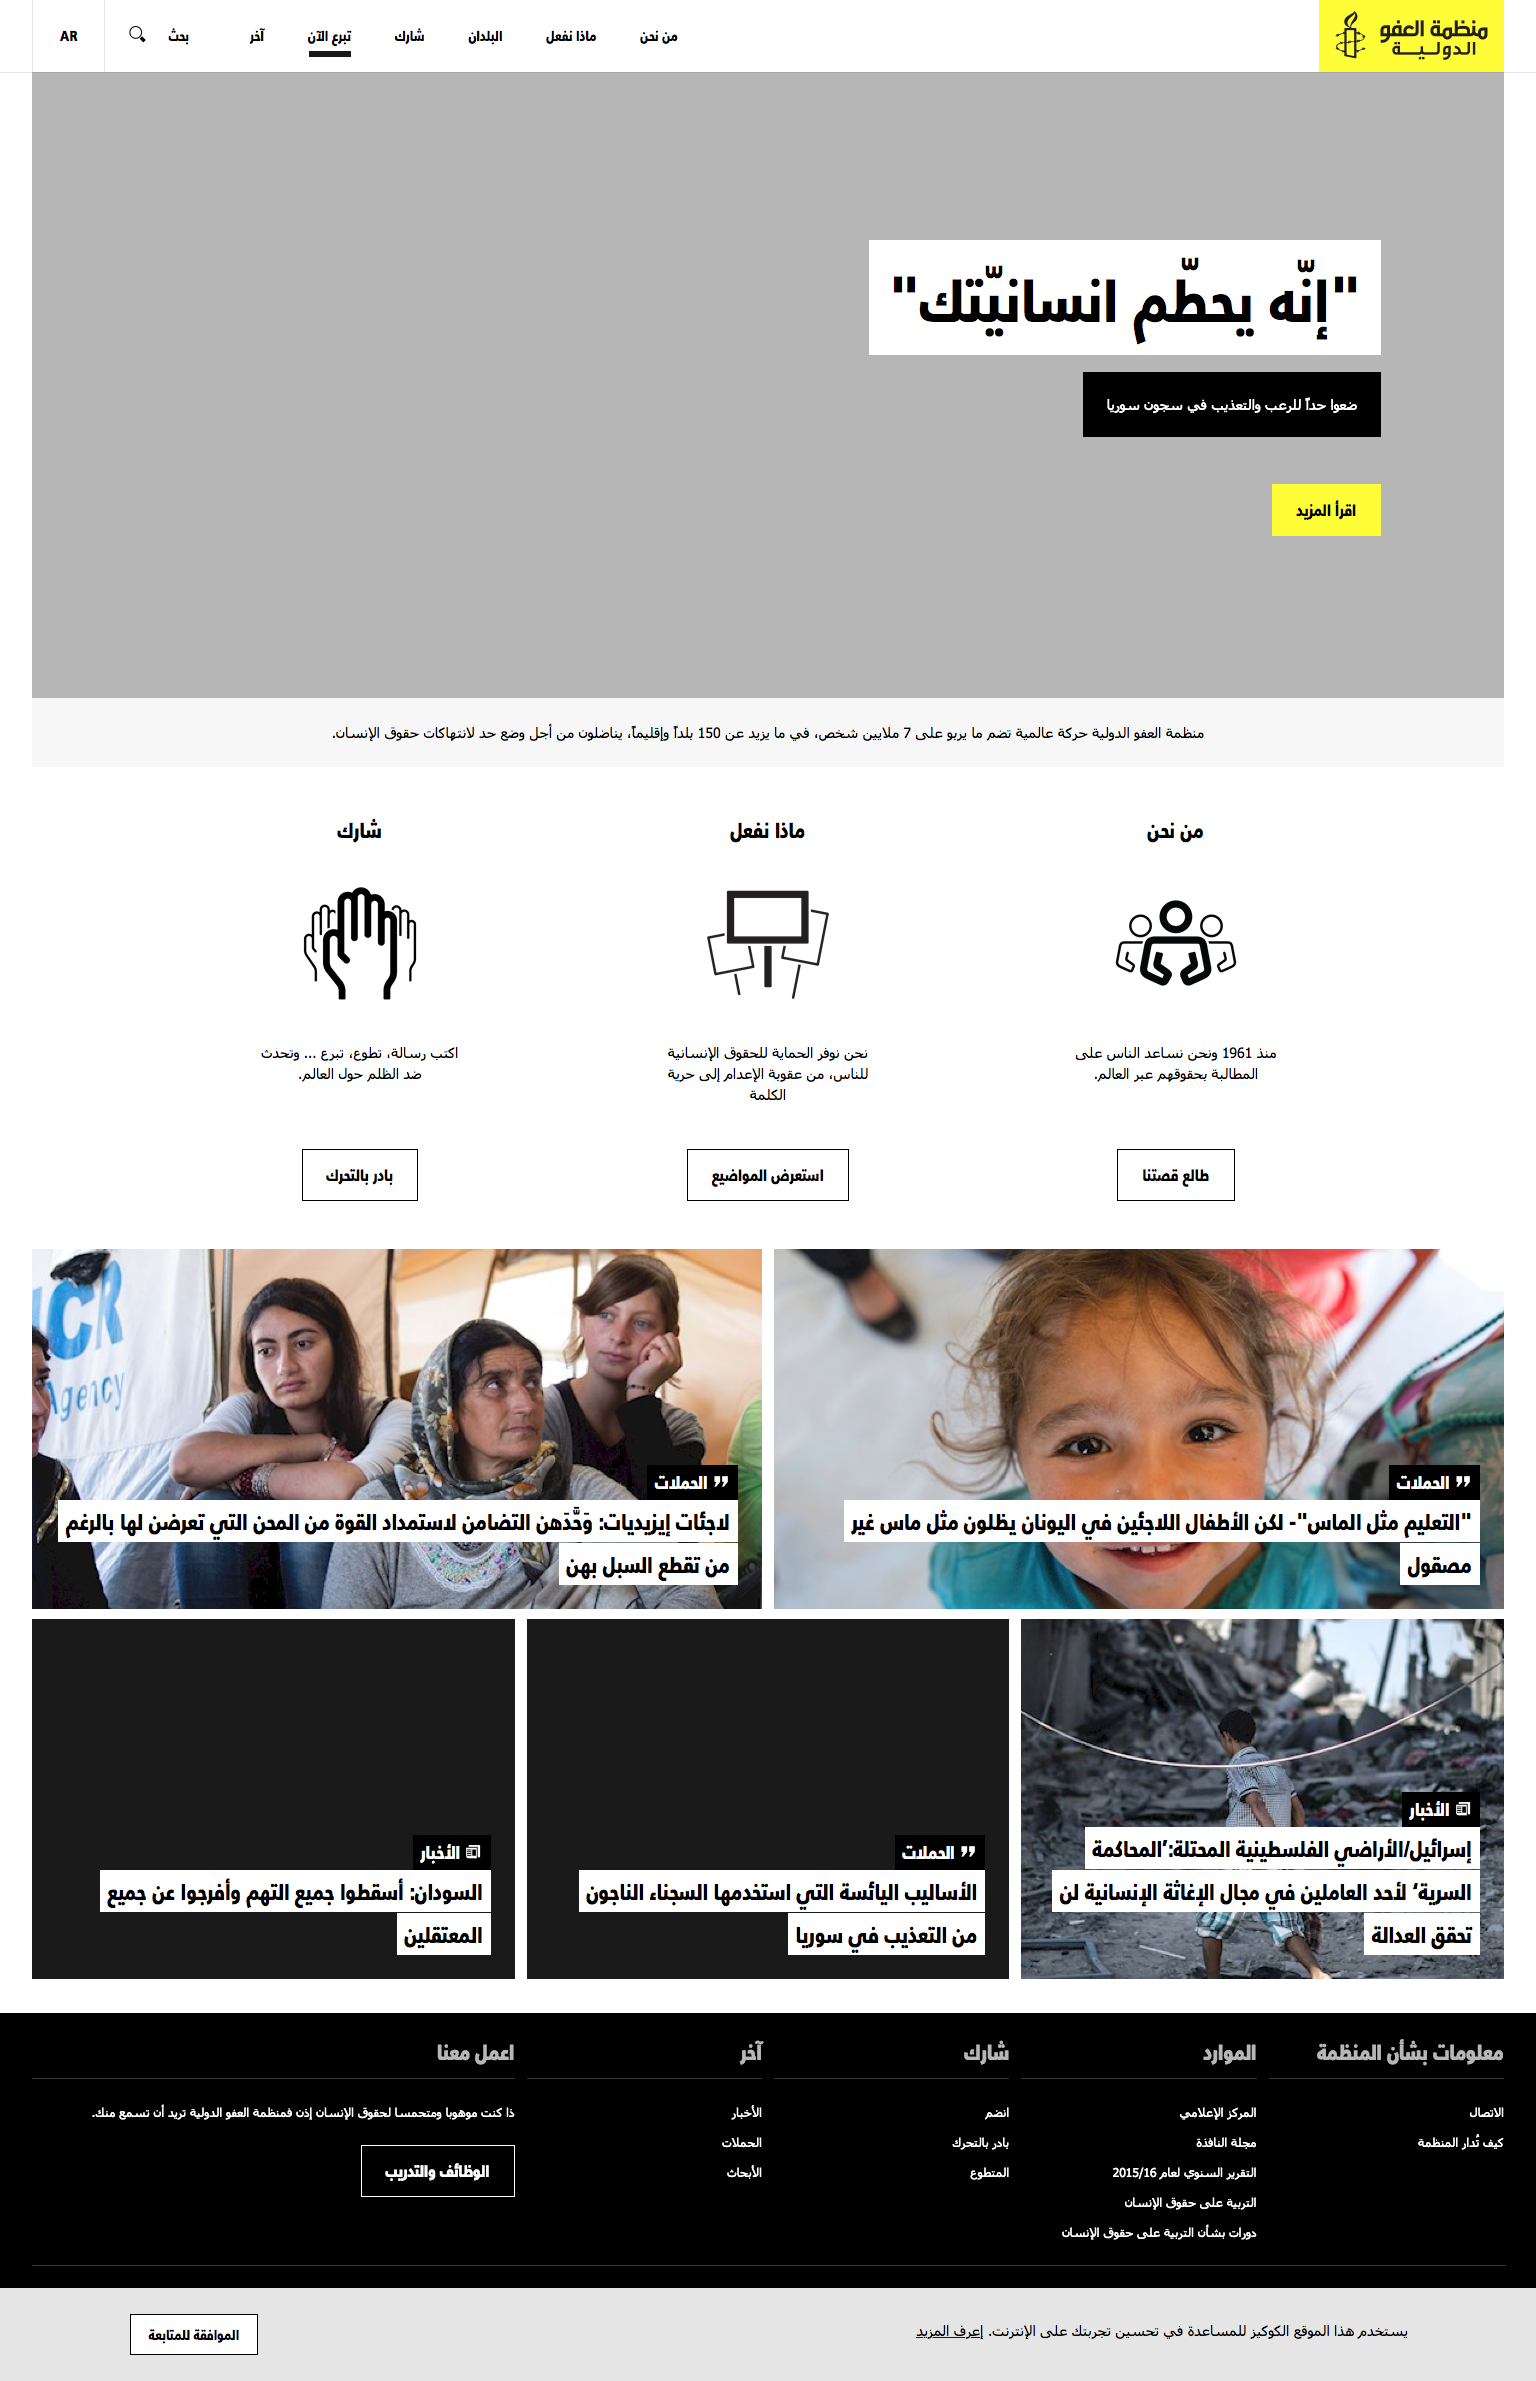 منظمة العفو
الدولية
من نحن
ماذا نفعل
البلدان
شارك
تبرع الآن
آخر
بحث
AR
"إنّه يحطّم انسانيّتك"
ضعوا حداً للرعب والتعذيب في سجون سوريا
اقرأ المزيد
منظمة العفو الدولية حركة عالمية تضم ما يربو على 7 ملايين شخص، في ما يزيد عن 150 بلداً وإقليماً، يناضلون من أجل وضع حد لانتهاكات حقوق الإنسان.
من نحن
منذ 1961 ونحن نساعد الناس على
المطالبة بحقوقهم عبر العالم.
طالع قصتنا
ماذا نفعل
نحن نوفر الحماية للحقوق الإنسانية
للناس، من عقوبة الإعدام إلى حرية
الكلمة
استعرض المواضيع
شارك
اكتب رسالة، تطوع، تبرع ... وتحدث
ضد الظلم حول العالم.
بادر بالتحرك
الحملات
"التعليم مثل الماس"- لكن الأطفال اللاجئين في اليونان يظلون مثل ماس غير
مصقول
CR
Agency
الحملات
لاجئات إيزيديات: وَحَّدَهن التضامن لاستمداد القوة من المحن التي تعرضن لها بالرغم
من تقطع السبل بهن
الأخبار
إسرائيل/الأراضي الفلسطينية المحتلة:’المحاكمة
السرية‘ لأحد العاملين في مجال الإغاثة الإنسانية لن
تحقق العدالة
الحملات
الأساليب اليائسة التي استخدمها السجناء الناجون
من التعذيب في سوريا
الأخبار
السودان: أسقطوا جميع التهم وأفرجوا عن جميع
المعتقلين
معلومات بشأن المنظمة
الاتصال
كيف تُدار المنظمة
الموارد
المركز الإعلامي
مجلة النافذة
التقرير السنوي لعام 2015/16
التربية على حقوق الإنسان
دورات بشأن التربية على حقوق الإنسان
شارك
انضم
بادر بالتحرك
المتطوع
آخر
الأخبار
الحملات
الأبحاث
اعمل معنا
ذا كنت موهوبا ومتحمسا لحقوق الإنسان إذن فمنظمة العفو الدولية تريد أن تسمع منك.
الوظائف والتدريب
يستخدم هذا الموقع الكوكيز للمساعدة في تحسين تجربتك على الإنترنت. إعرف المزيد
الموافقة للمتابعة